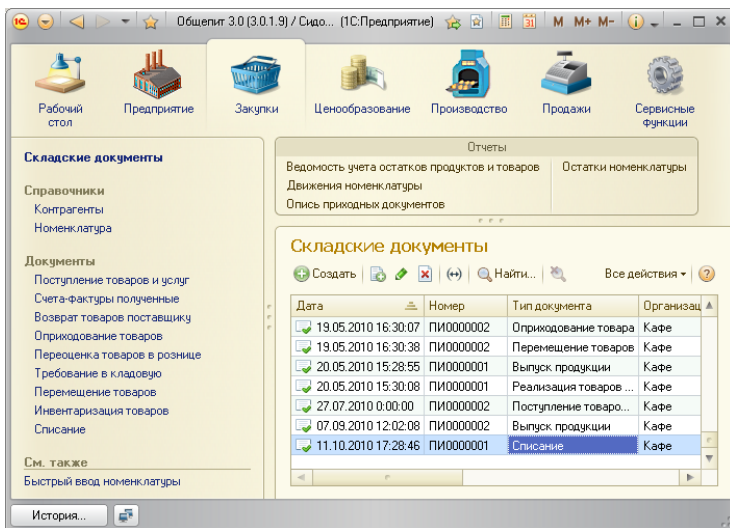 Общепит 3.0 (3.0.1.9) / Сидо... (1С:Предприятие)
M M+ M-
Рабочий стол
Предприятие
Закупки
Ценообразование
Производство
Продажи
Сервисные функции
Складские документы
Справочники
Контрагенты
Номенклатура
Документы
Поступление товаров и услуг
Счета-фактуры полученные
Возврат товаров поставщику
Оприходование товаров
Переоценка товаров в рознице
Требование в кладовую
Перемещение товаров
Инвентаризация товаров
Списание
См. также
Быстрый ввод номенклатуры
Отчеты
Ведомость учета остатков продуктов и товаров Остатки номенклатуры
Движения номенклатуры
Опись приходных документов
Складские документы
Создать Найти... Все действия
Дата Номер Тип документа Организац
19.05.2010 16:30:07 ПИ0000002 Оприходование товара Кафе
19.05.2010 16:30:38 ПИ0000002 Перемещение товаров Кафе
20.05.2010 15:28:55 ПИ0000001 Выпуск продукции Кафе
20.05.2010 15:30:08 ПИ0000001 Реализация товаров ... Кафе
27.07.2010 0:00:00 ПИ0000002 Поступление товаро... Кафе
07.09.2010 12:02:08 ПИ0000002 Выпуск продукции Кафе
11.10.2010 17:28:46 ПИ0000001 Списание Кафе
История...